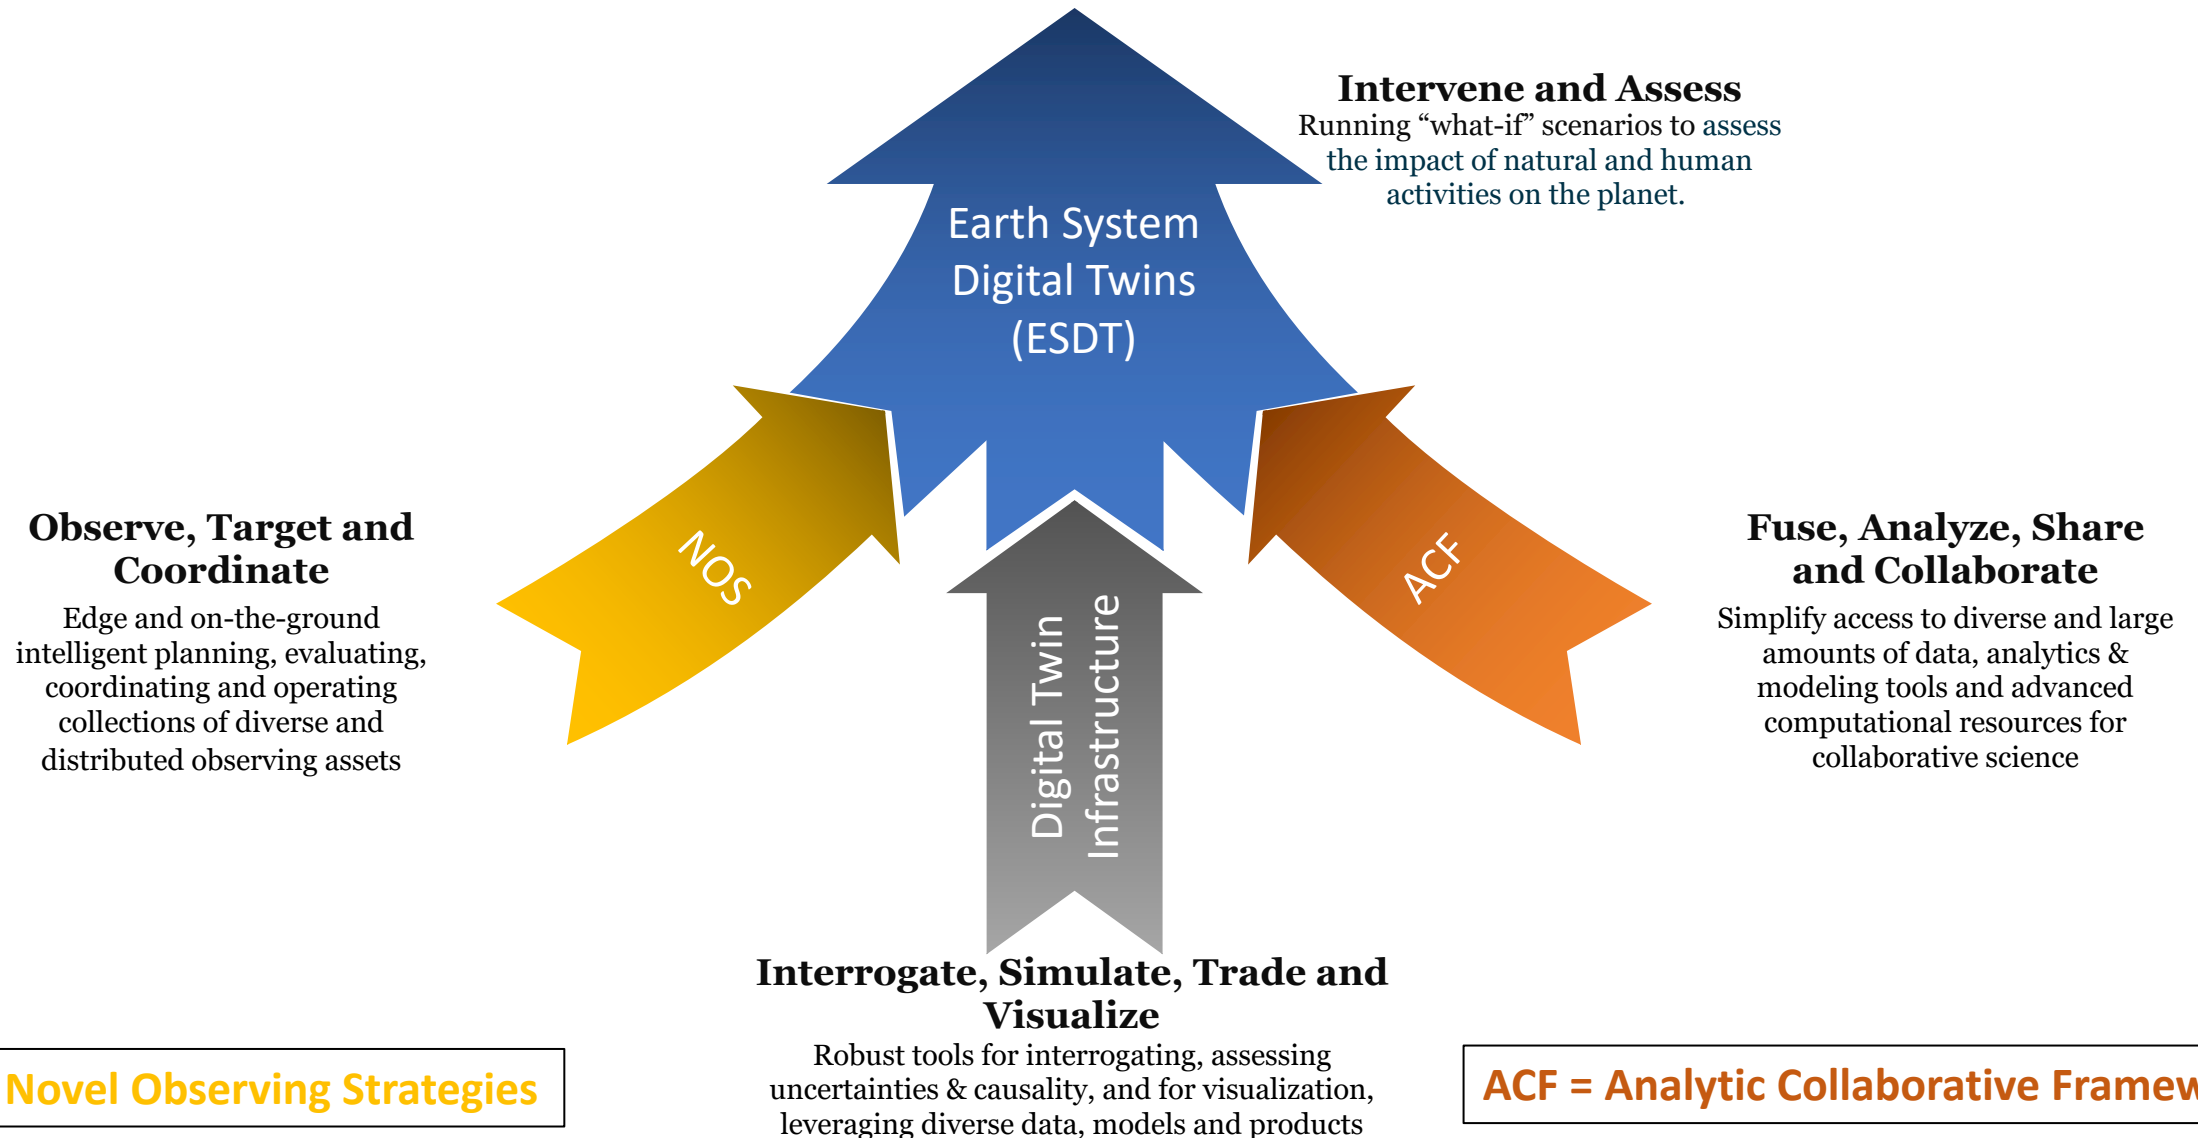 Intervene and Assess
Running “what-if” scenarios to assess
the impact of natural and human
activities on the planet.
Earth System
Digital Twins
(ESDT)
NOS
ACF
Digital Twin
Infrastructure
Observe, Target and
Coordinate
Edge and on-the-ground
intelligent planning, evaluating,
coordinating and operating
collections of diverse and
distributed observing assets
Fuse, Analyze, Share
and Collaborate
Simplify access to diverse and large
amounts of data, analytics &
modeling tools and advanced
computational resources for
collaborative science
Interrogate, Simulate, Trade and
Visualize
Robust tools for interrogating, assessing
uncertainties & causality, and for visualization,
leveraging diverse data, models and products
Novel Observing Strategies
ACF = Analytic Collaborative